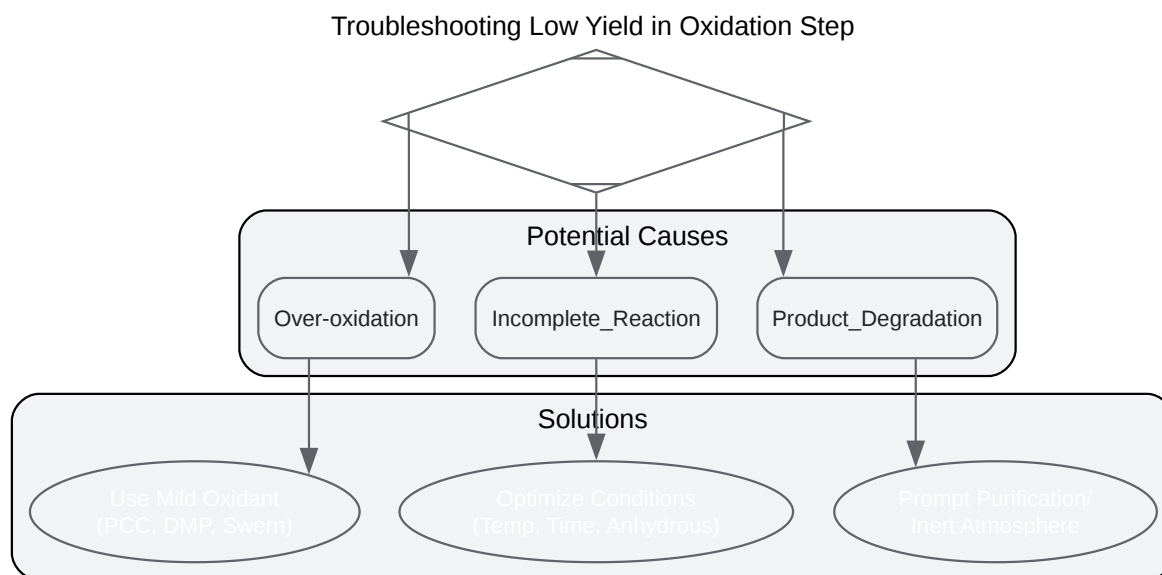 Troubleshooting Low Yield in Oxidation Step
Potential Causes
Over-oxidation
Incomplete_Reaction
Product_Degradation
Solutions
Use Mild Oxidant
(PCC, DMP, Swern)
Optimize Conditions
(Temp, Time, Anhydrous)
Prompt Purification/
Inert Atmosphere